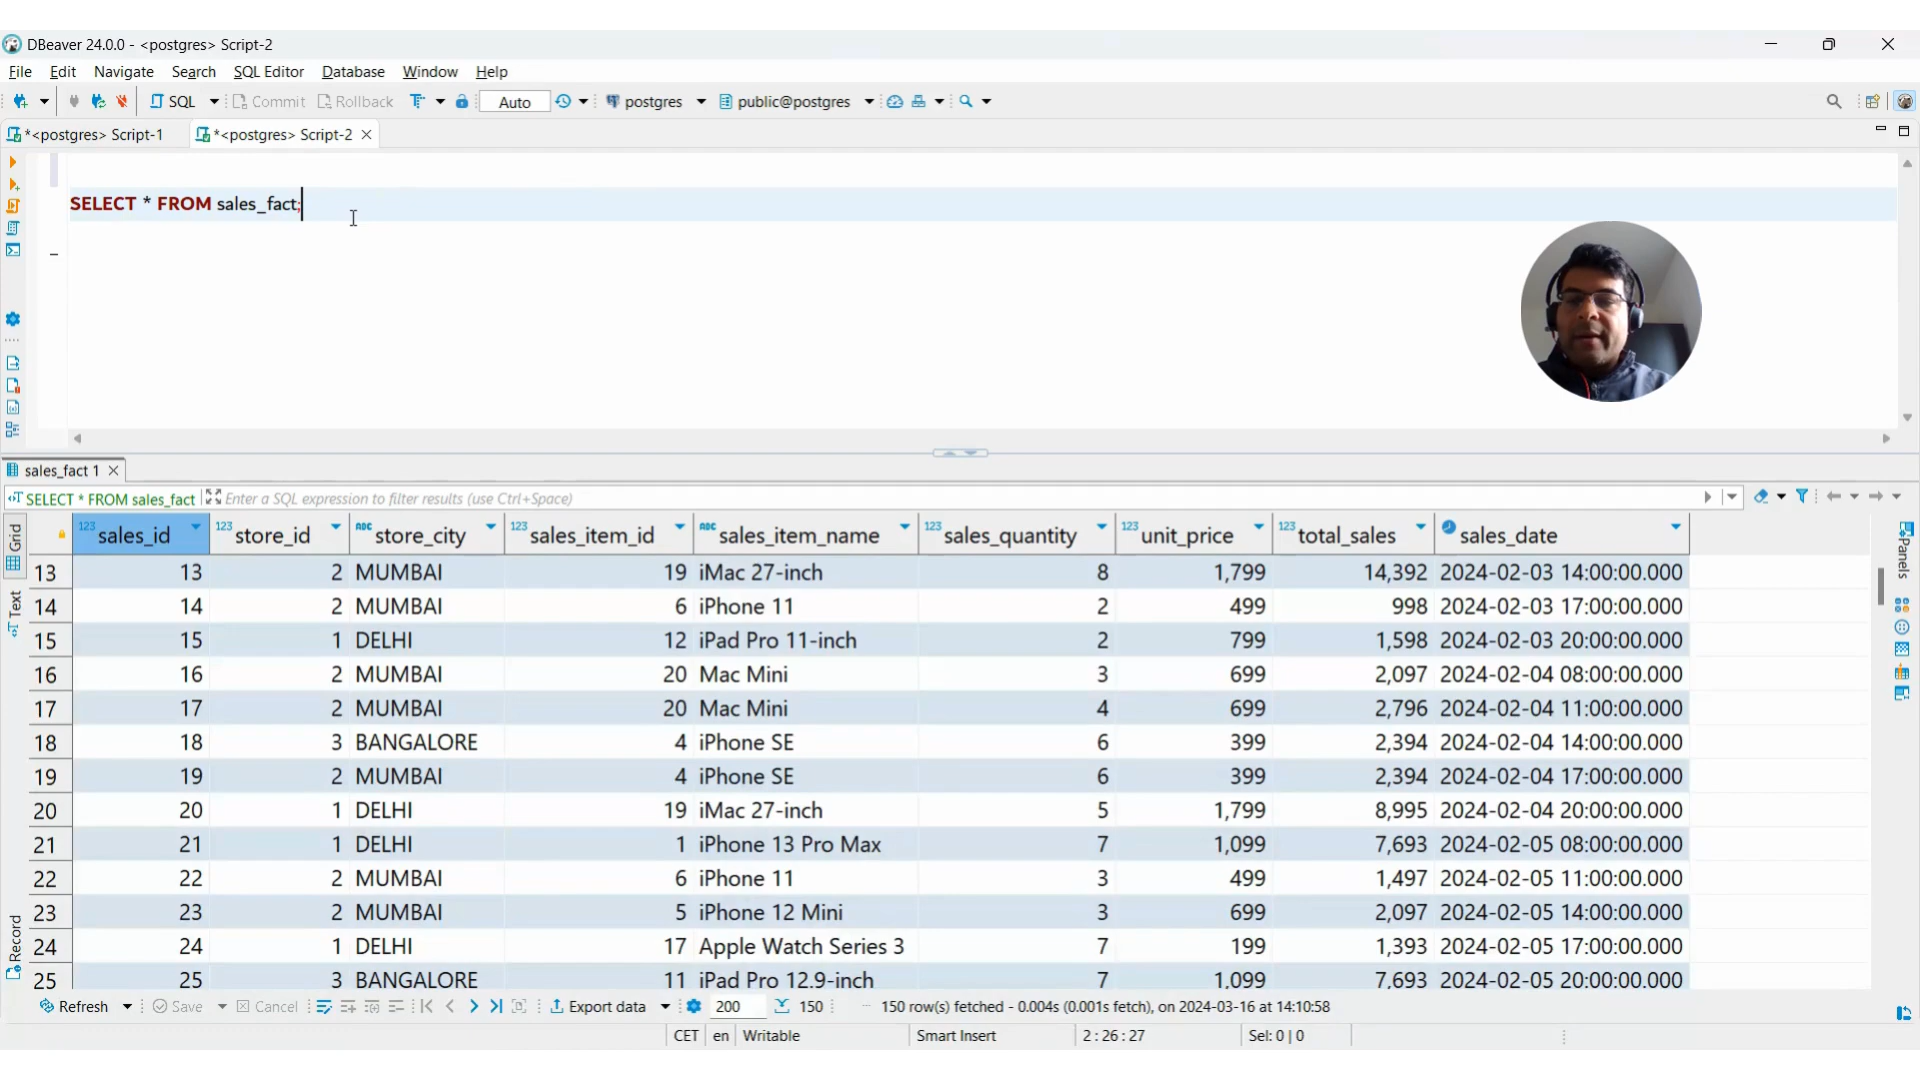 DBeaver 24.0.0 - <postgres> Script-2
File Edit Navigate Search SQL Editor Database Window Help
SQL Commit Rollback Auto postgres public@postgres
*<postgres> Script-1 *<postgres> Script-2
SELECT * FROM sales_fact;
sales_fact 1
SELECT * FROM sales_fact Enter a SQL expression to filter results (use Ctrl+Space)
123 sales_id 123 store_id ABC store_city 123 sales_item_id ABC sales_item_name 123 sales_quantity 123 unit_price 123 total_sales sales_date
13 13 2 MUMBAI 19 iMac 27-inch 8 1,799 14,392 2024-02-03 14:00:00.000
14 14 2 MUMBAI 6 iPhone 11 2 499 998 2024-02-03 17:00:00.000
15 15 1 DELHI 12 iPad Pro 11-inch 2 799 1,598 2024-02-03 20:00:00.000
16 16 2 MUMBAI 20 Mac Mini 3 699 2,097 2024-02-04 08:00:00.000
17 17 2 MUMBAI 20 Mac Mini 4 699 2,796 2024-02-04 11:00:00.000
18 18 3 BANGALORE 4 iPhone SE 6 399 2,394 2024-02-04 14:00:00.000
19 19 2 MUMBAI 4 iPhone SE 6 399 2,394 2024-02-04 17:00:00.000
20 20 1 DELHI 19 iMac 27-inch 5 1,799 8,995 2024-02-04 20:00:00.000
21 21 1 DELHI 1 iPhone 13 Pro Max 7 1,099 7,693 2024-02-05 08:00:00.000
22 22 2 MUMBAI 6 iPhone 11 3 499 1,497 2024-02-05 11:00:00.000
23 23 2 MUMBAI 5 iPhone 12 Mini 3 699 2,097 2024-02-05 14:00:00.000
24 24 1 DELHI 17 Apple Watch Series 3 7 199 1,393 2024-02-05 17:00:00.000
25 25 3 BANGALORE 11 iPad Pro 12.9-inch 7 1,099 7,693 2024-02-05 20:00:00.000
Grid
Text
Record
Panels
Refresh Save Cancel Export data 200 150 150 row(s) fetched - 0.004s (0.001s fetch), on 2024-03-16 at 14:10:58
CET en Writable Smart Insert 2 : 26 : 27 Sel: 0 | 0